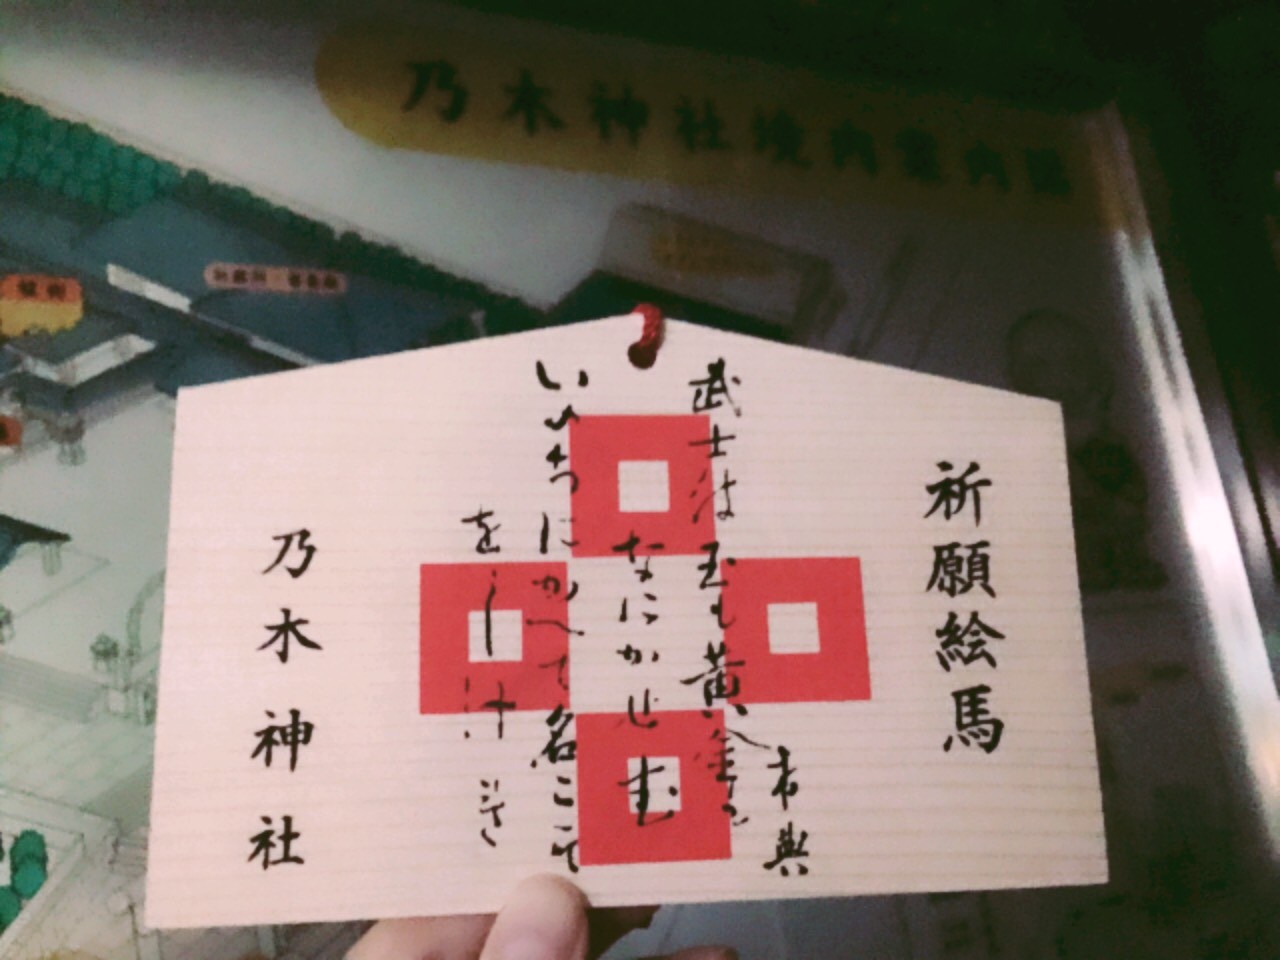 乃木神社境内案内図
祈願絵馬
希典
武士は玉も黄金も
なにかせむ
いのちにかへて名こそ
をしけれ
乃木神社